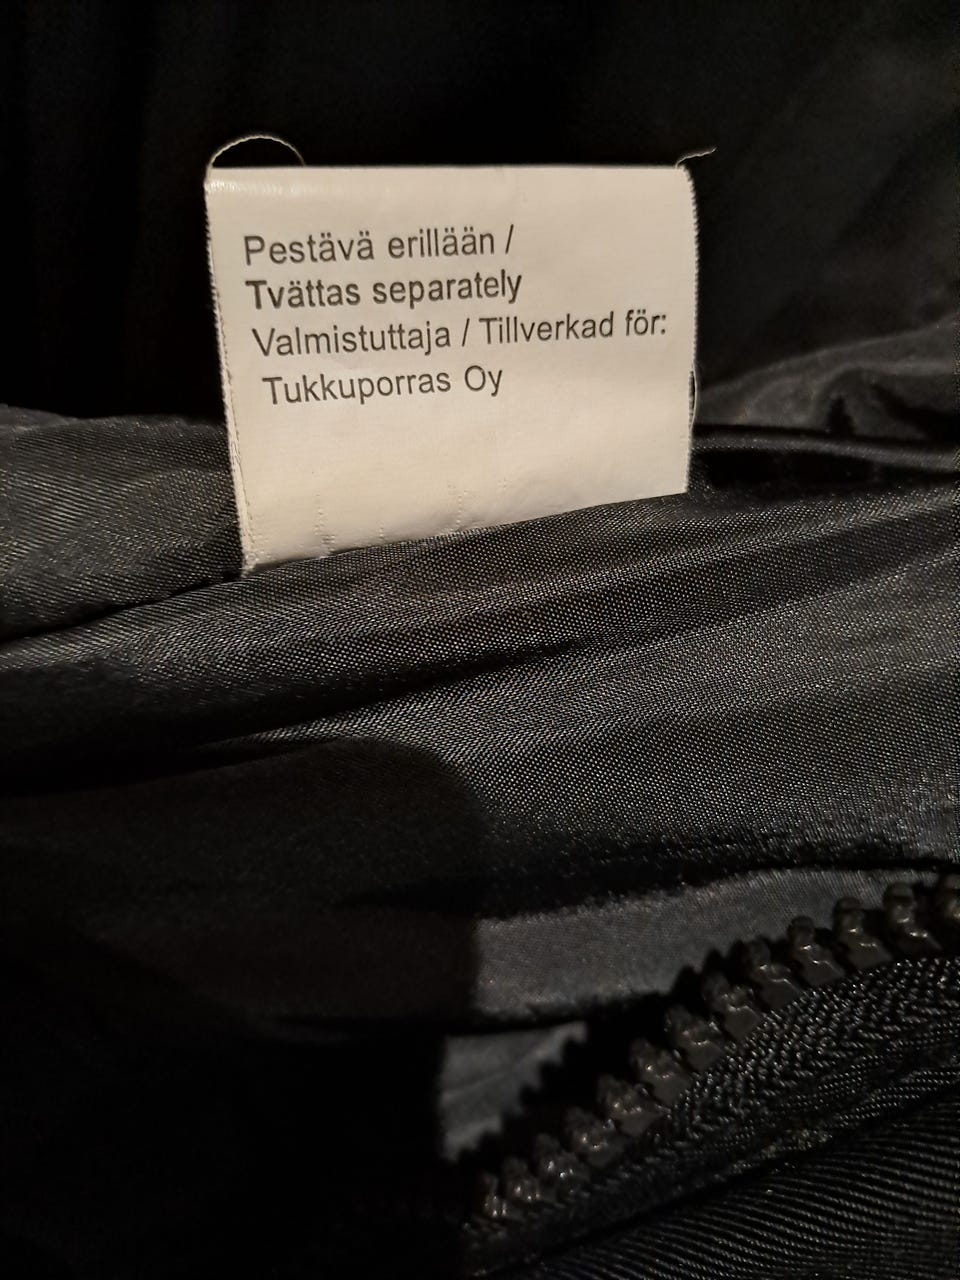 Pestävä erillään /
Tvättas separately
Valmistuttaja / Tillverkad för:
Tukkuporras Oy